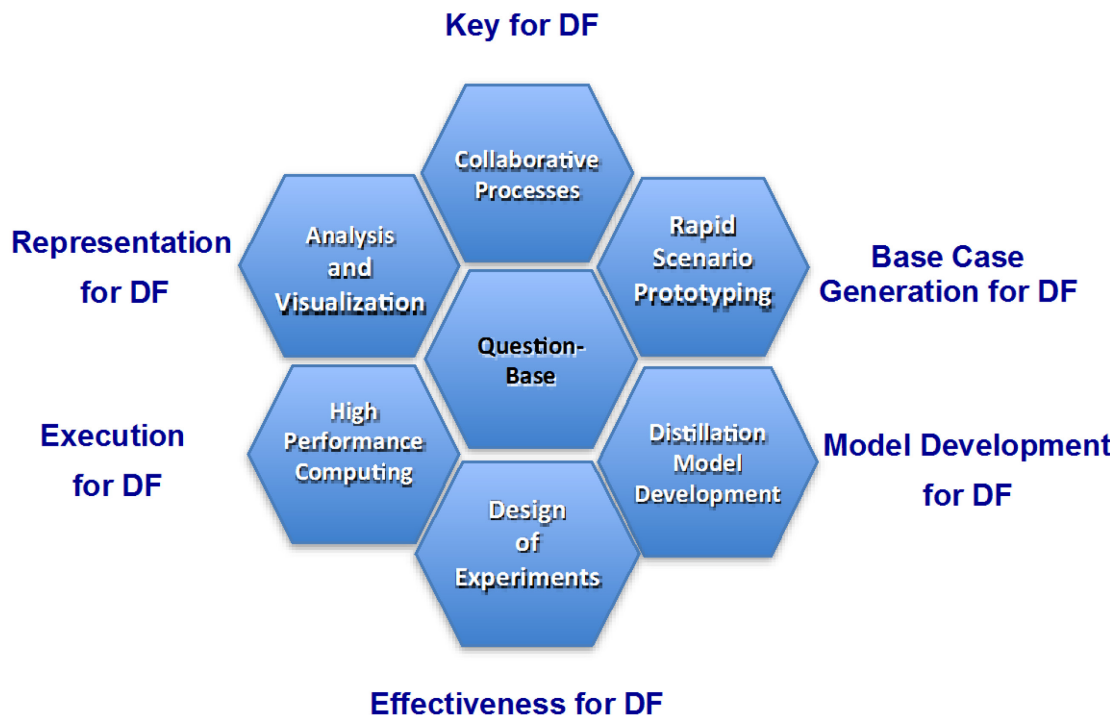 Key for DF
Collaborative
Processes
Analysis
and
Visualization
Rapid
Scenario
Prototyping
Representation
for DF
Base Case
Generation for DF
Question-
Base
High
Performance
Computing
Distillation
Model
Development
Execution
for DF
Model Development
for DF
Design
of
Experiments
Effectiveness for DF